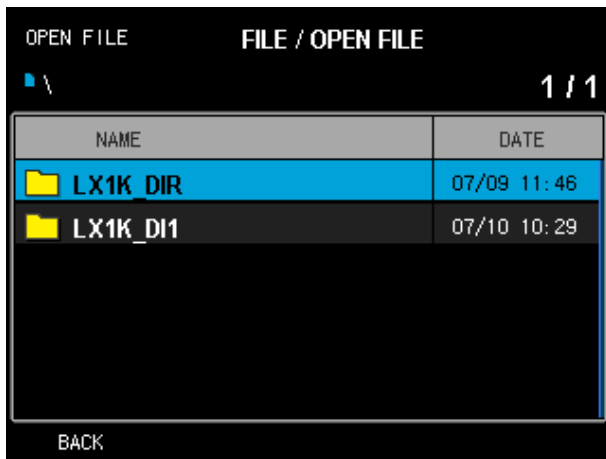 OPEN FILE FILE / OPEN FILE
\ 1 / 1
NAME DATE
LX1K_DIR 07/09 11:46
LX1K_DI1 07/10 10:29
BACK